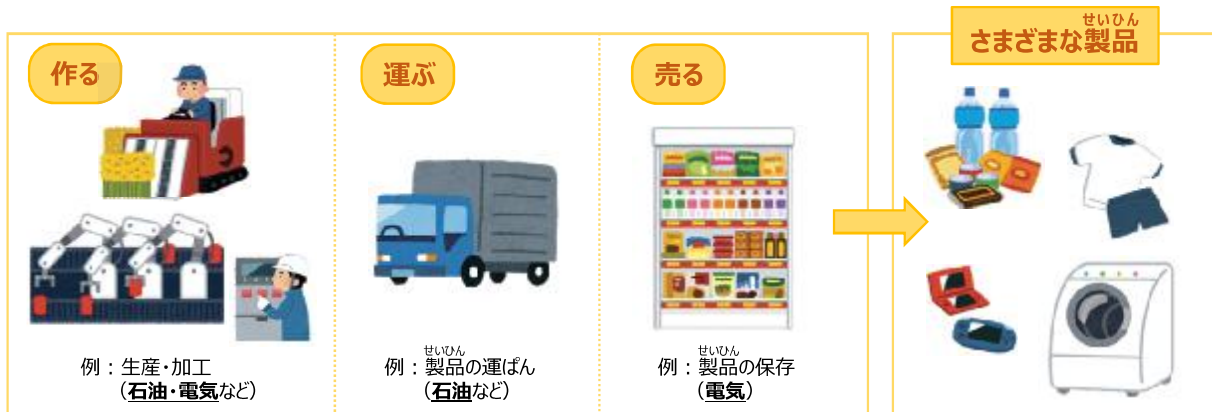 作る
運ぶ
売る
せいひん
さまざまな製品
例：生産・加工
（石油・電気など）
せいひん
例：製品の運ぱん
（石油など）
せいひん
例：製品の保存
（電気）